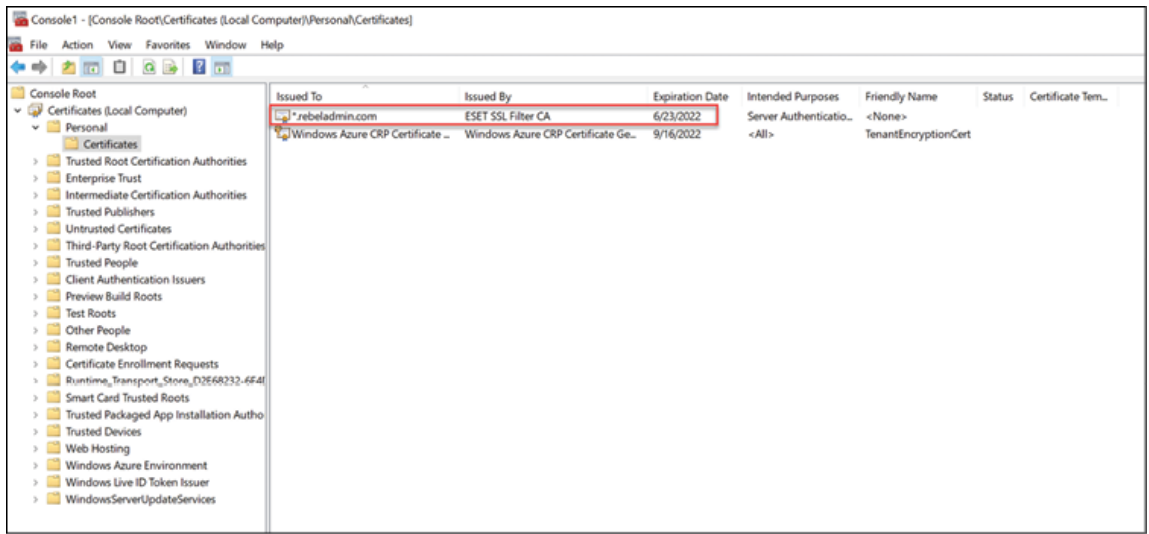 Console1 - [Console Root\Certificates (Local Computer)\Personal\Certificates]
File Action View Favorites Window Help
Console Root
Certificates (Local Computer)
Personal
Certificates
Trusted Root Certification Authorities
Enterprise Trust
Intermediate Certification Authorities
Trusted Publishers
Untrusted Certificates
Third-Party Root Certification Authorities
Trusted People
Client Authentication Issuers
Preview Build Roots
Test Roots
Other People
Remote Desktop
Certificate Enrollment Requests
Runtime_Transport_Store_D2E68232-6F4F
Smart Card Trusted Roots
Trusted Packaged App Installation Autho
Trusted Devices
Web Hosting
Windows Azure Environment
Windows Live ID Token Issuer
WindowsServerUpdateServices
Issued To Issued By Expiration Date Intended Purposes Friendly Name Status Certificate Tem...
*.rebeladmin.com ESET SSL Filter CA 6/23/2022 Server Authenticatio... <None>
Windows Azure CRP Certificate ... Windows Azure CRP Certificate Ge... 9/16/2022 <All> TenantEncryptionCert